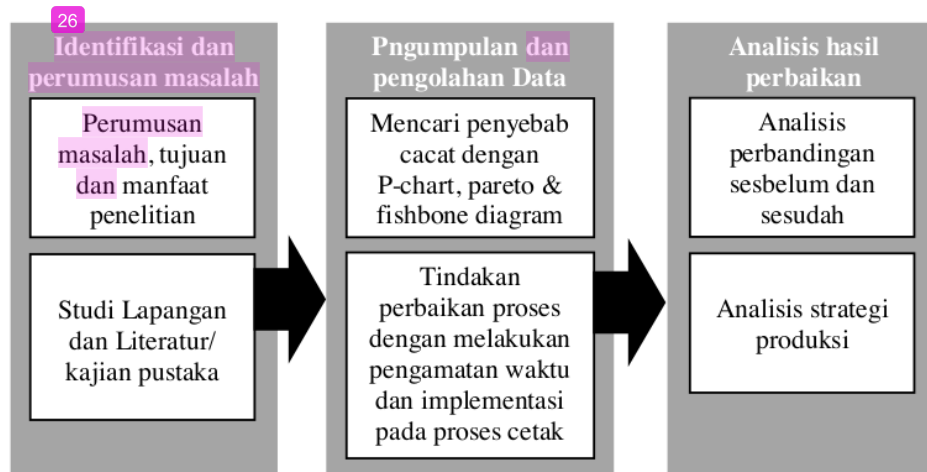 26
Identifikasi dan
perumusan masalah
Perumusan
masalah, tujuan
dan manfaat
penelitian
Studi Lapangan
dan Literatur/
kajian pustaka
Pngumpulan dan
pengolahan Data
Mencari penyebab
cacat dengan
P-chart, pareto &
fishbone diagram
Tindakan
perbaikan proses
dengan melakukan
pengamatan waktu
dan implementasi
pada proses cetak
Analisis hasil
perbaikan
Analisis
perbandingan
sesbelum dan
sesudah
Analisis strategi
produksi